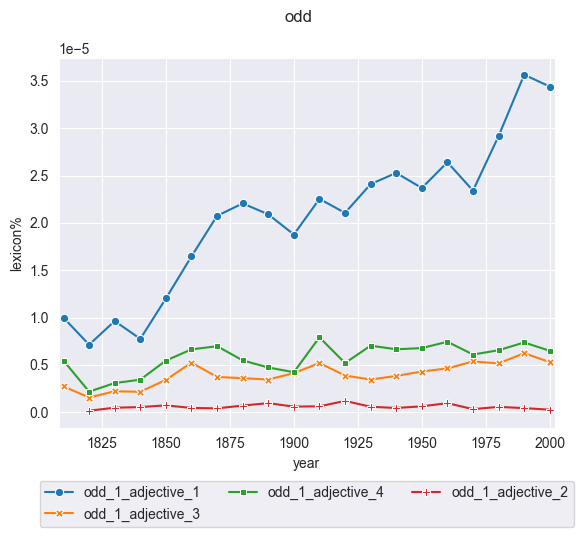 odd
1e−5
3.5
3.0
2.5
2.0
1.5
1.0
0.5
0.0
lexicon%
1825 1850 1875 1900 1925 1950 1975 2000
year
odd_1_adjective_1 odd_1_adjective_4 odd_1_adjective_2
odd_1_adjective_3